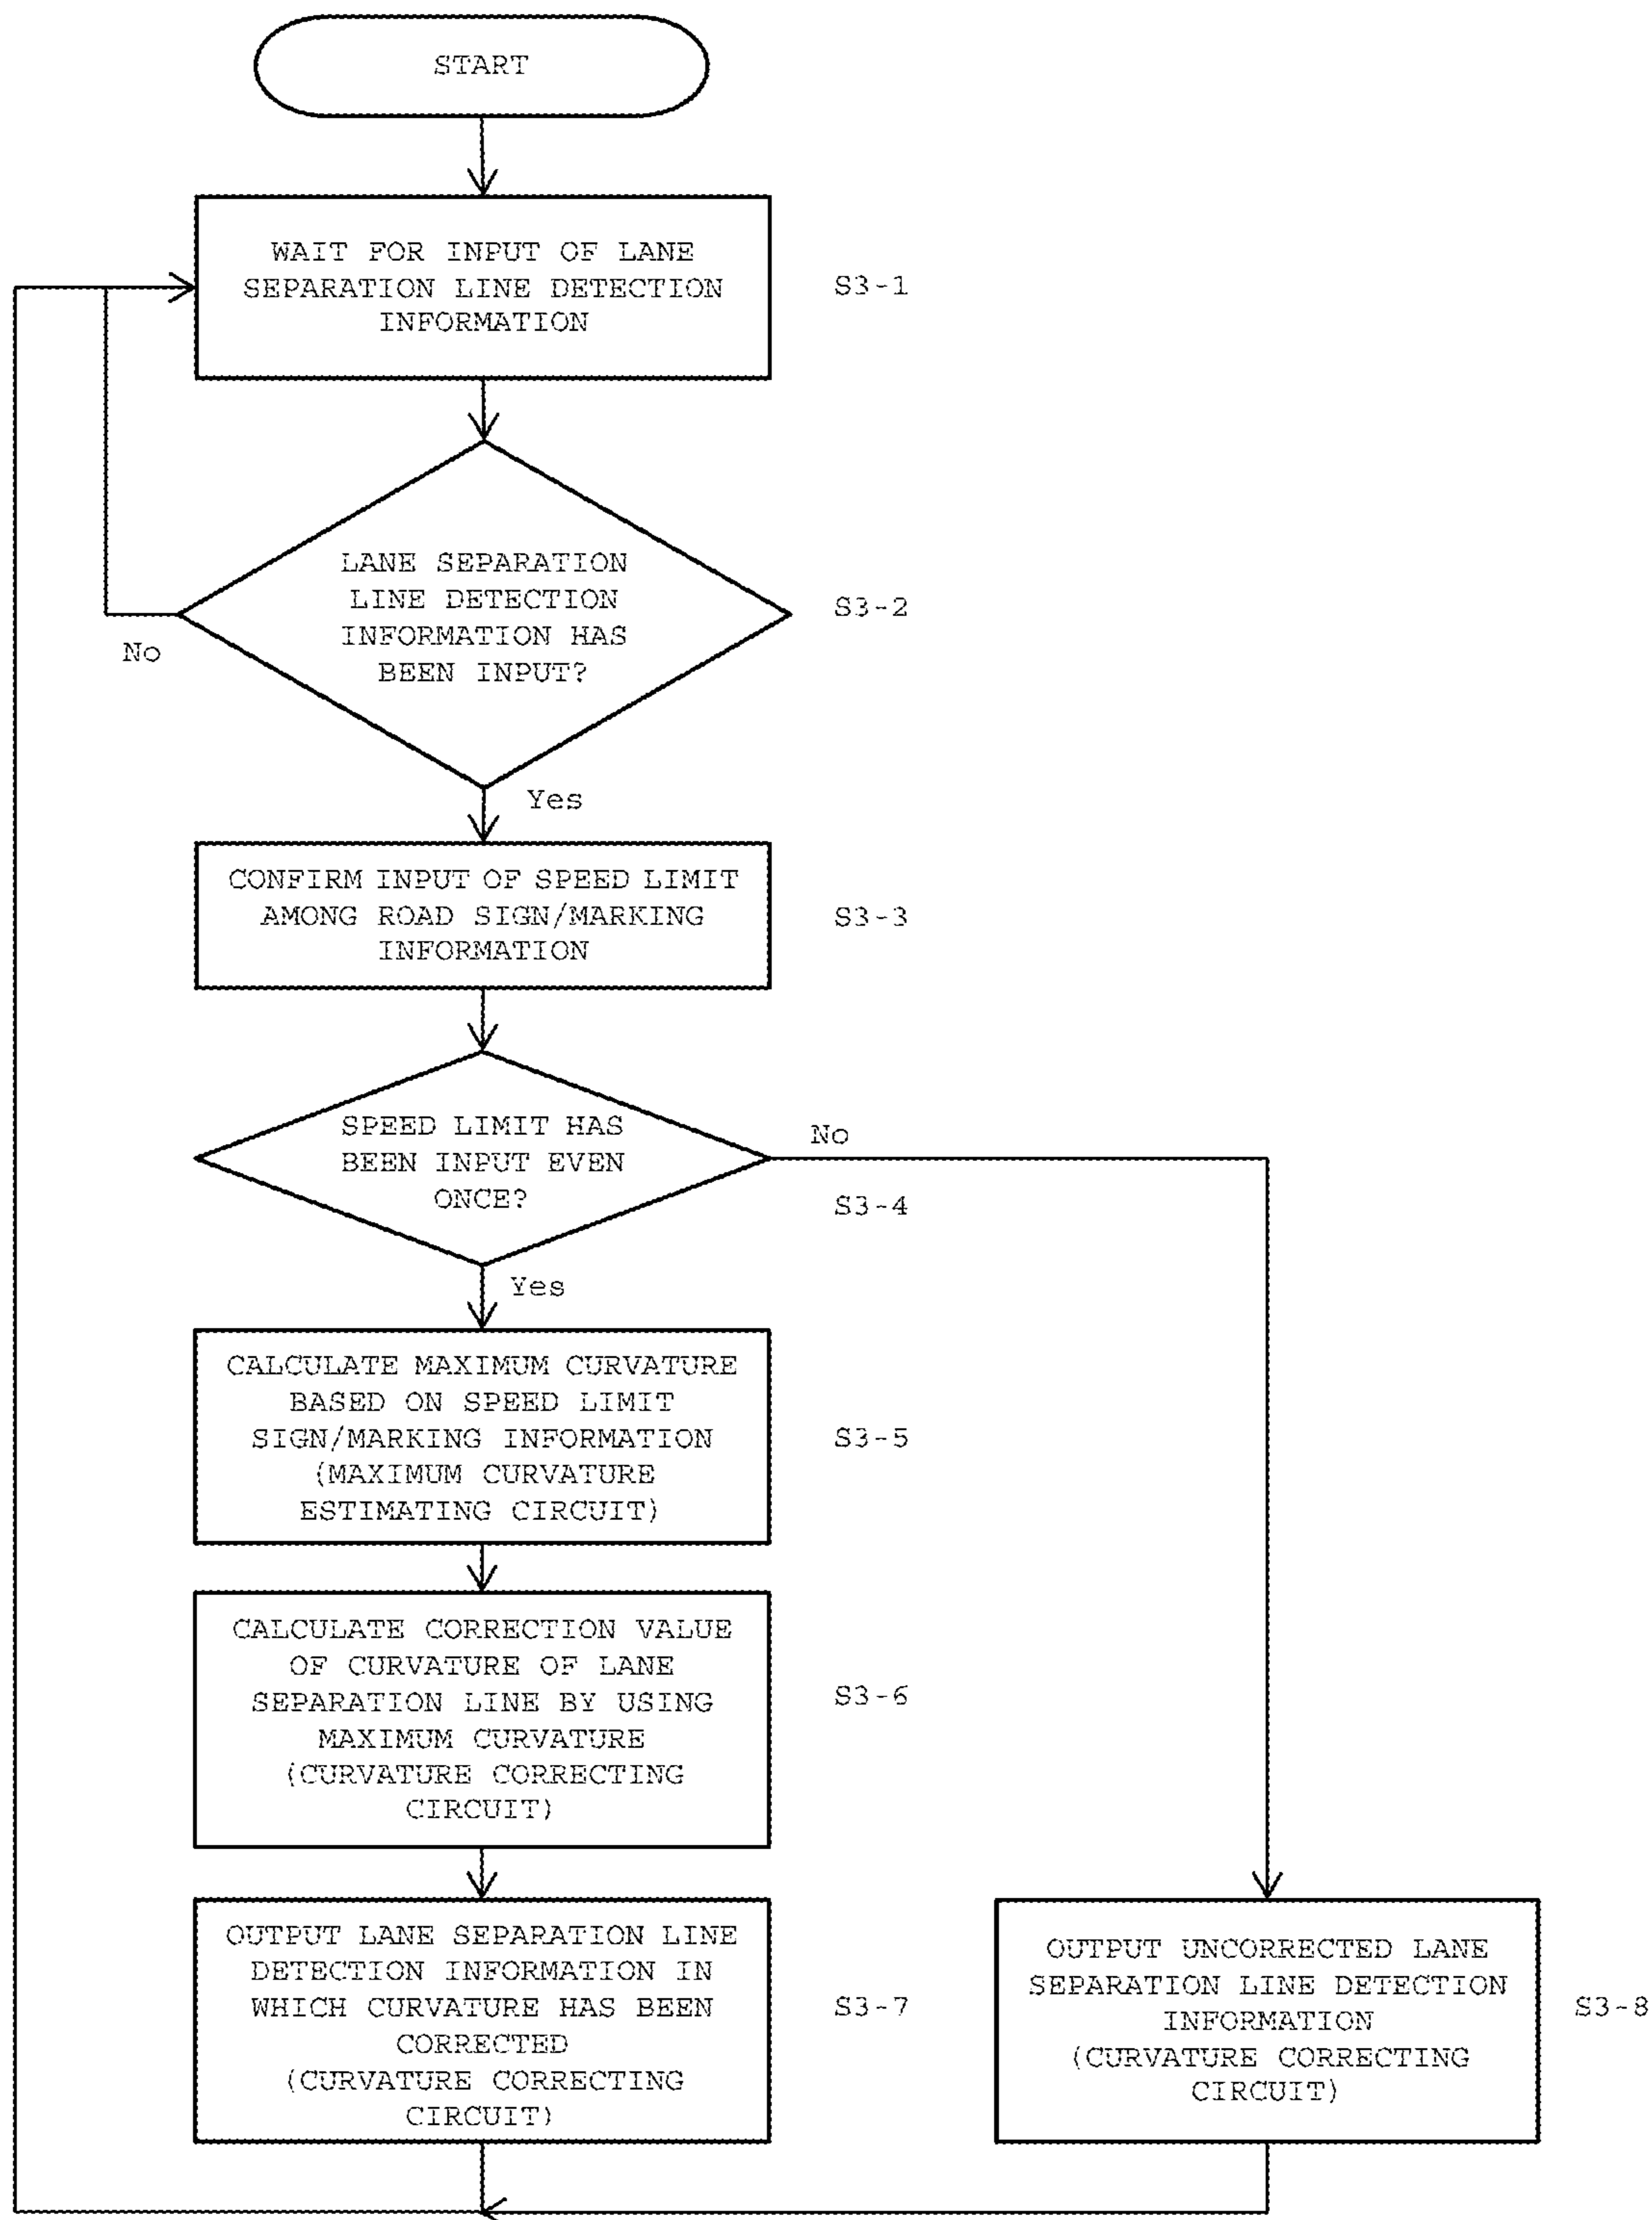 START
WAIT FOR INPUT OF LANE
SEPARATION LINE DETECTION
INFORMATION
S3-1
LANE SEPARATION
LINE DETECTION
INFORMATION HAS
BEEN INPUT?
S3-2
No
Yes
CONFIRM INPUT OF SPEED LIMIT
AMONG ROAD SIGN/MARKING
INFORMATION
S3-3
SPEED LIMIT HAS
BEEN INPUT EVEN
ONCE?
No
S3-4
Yes
CALCULATE MAXIMUM CURVATURE
BASED ON SPEED LIMIT
SIGN/MARKING INFORMATION
(MAXIMUM CURVATURE
ESTIMATING CIRCUIT)
S3-5
CALCULATE CORRECTION VALUE
OF CURVATURE OF LANE
SEPARATION LINE BY USING
MAXIMUM CURVATURE
(CURVATURE CORRECTING
CIRCUIT)
S3-6
OUTPUT LANE SEPARATION LINE
DETECTION INFORMATION IN
WHICH CURVATURE HAS BEEN
CORRECTED
(CURVATURE CORRECTING
CIRCUIT)
S3-7
OUTPUT UNCORRECTED LANE
SEPARATION LINE DETECTION
INFORMATION
(CURVATURE CORRECTING
CIRCUIT)
S3-8